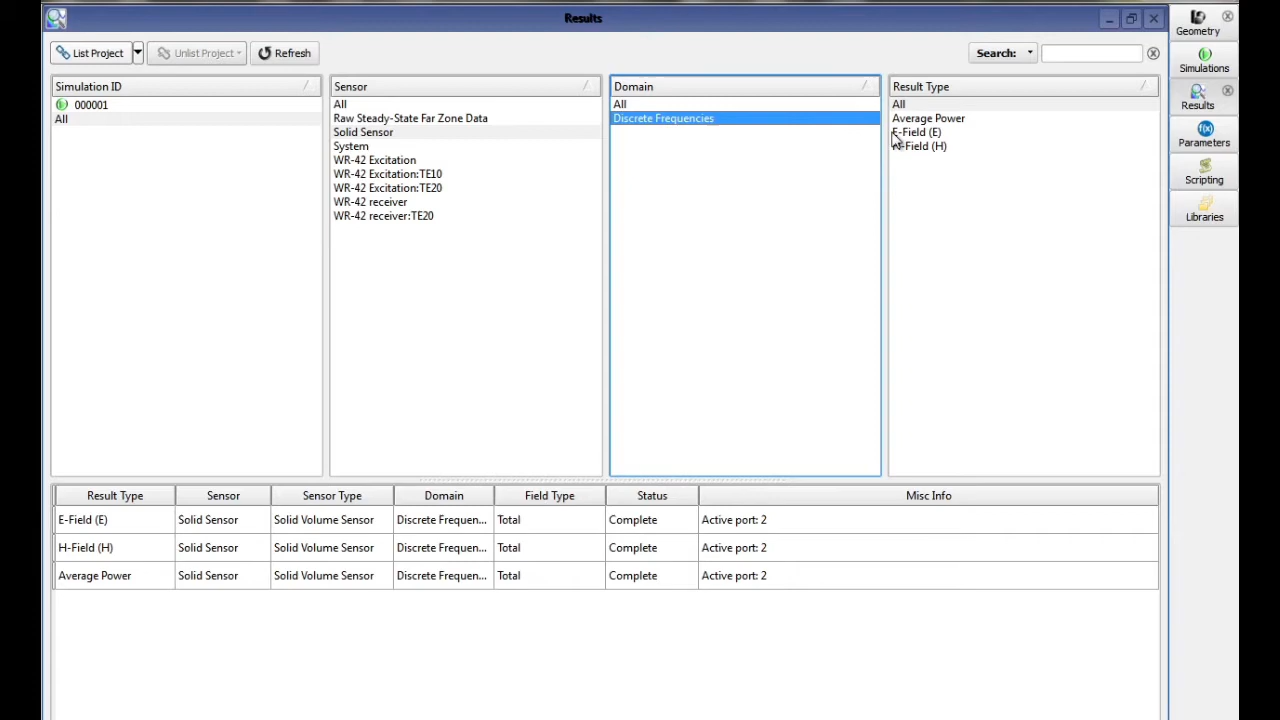 Results
List Project
Unlist Project
Refresh
Search:
Simulation ID
000001
All
Sensor
All
Raw Steady-State Far Zone Data
Solid Sensor
System
WR-42 Excitation
WR-42 Excitation:TE10
WR-42 Excitation:TE20
WR-42 receiver
WR-42 receiver:TE20
Domain
All
Discrete Frequencies
Result Type
All
Average Power
E-Field (E)
H-Field (H)
Geometry
Simulations
Results
f(x)
Parameters
Scripting
Libraries
Result Type Sensor Sensor Type Domain Field Type Status Misc Info
E-Field (E) Solid Sensor Solid Volume Sensor Discrete Frequen... Total Complete Active port: 2
H-Field (H) Solid Sensor Solid Volume Sensor Discrete Frequen... Total Complete Active port: 2
Average Power Solid Sensor Solid Volume Sensor Discrete Frequen... Total Complete Active port: 2